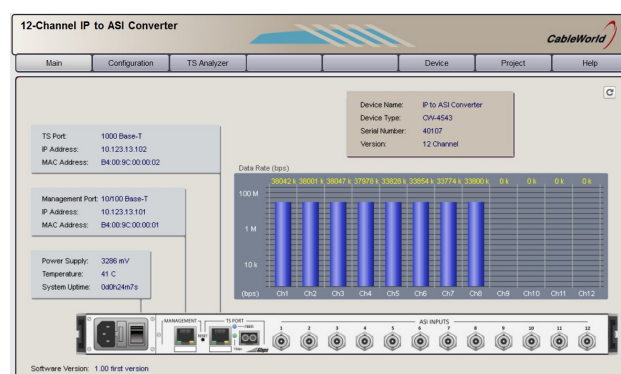 12-Channel IP to ASI Converter
CableWorld
Main Configuration TS Analyzer Device Project Help
Device Name: IP to ASI Converter
Device Type: CW-4543
Serial Number: 40107
Version: 12 Channel
TS Port: 1000 Base-T
IP Address: 10.123.13.102
MAC Address: B4:00:9C:00:00:02
Management Port: 10/100 Base-T
IP Address: 10.123.13.101
MAC Address: B4:00:9C:00:00:01
Power Supply: 3286 mV
Temperature: 41 C
System Uptime: 0d0h24m7s
Data Rate (bps)
38042 k 38001 k 38047 k 37978 k 33828 k 33854 k 33774 k 33800 k 0 k 0 k 0 k 0 k
100 M
1 M
10 k
(bps) Ch1 Ch2 Ch3 Ch4 Ch5 Ch6 Ch7 Ch8 Ch9 Ch10 Ch11 Ch12
MANAGEMENT TS PORT ASI INPUTS
RESET FIBER
1 2 3 4 5 6 7 8 9 10 11 12
Software Version: 1.00 first version